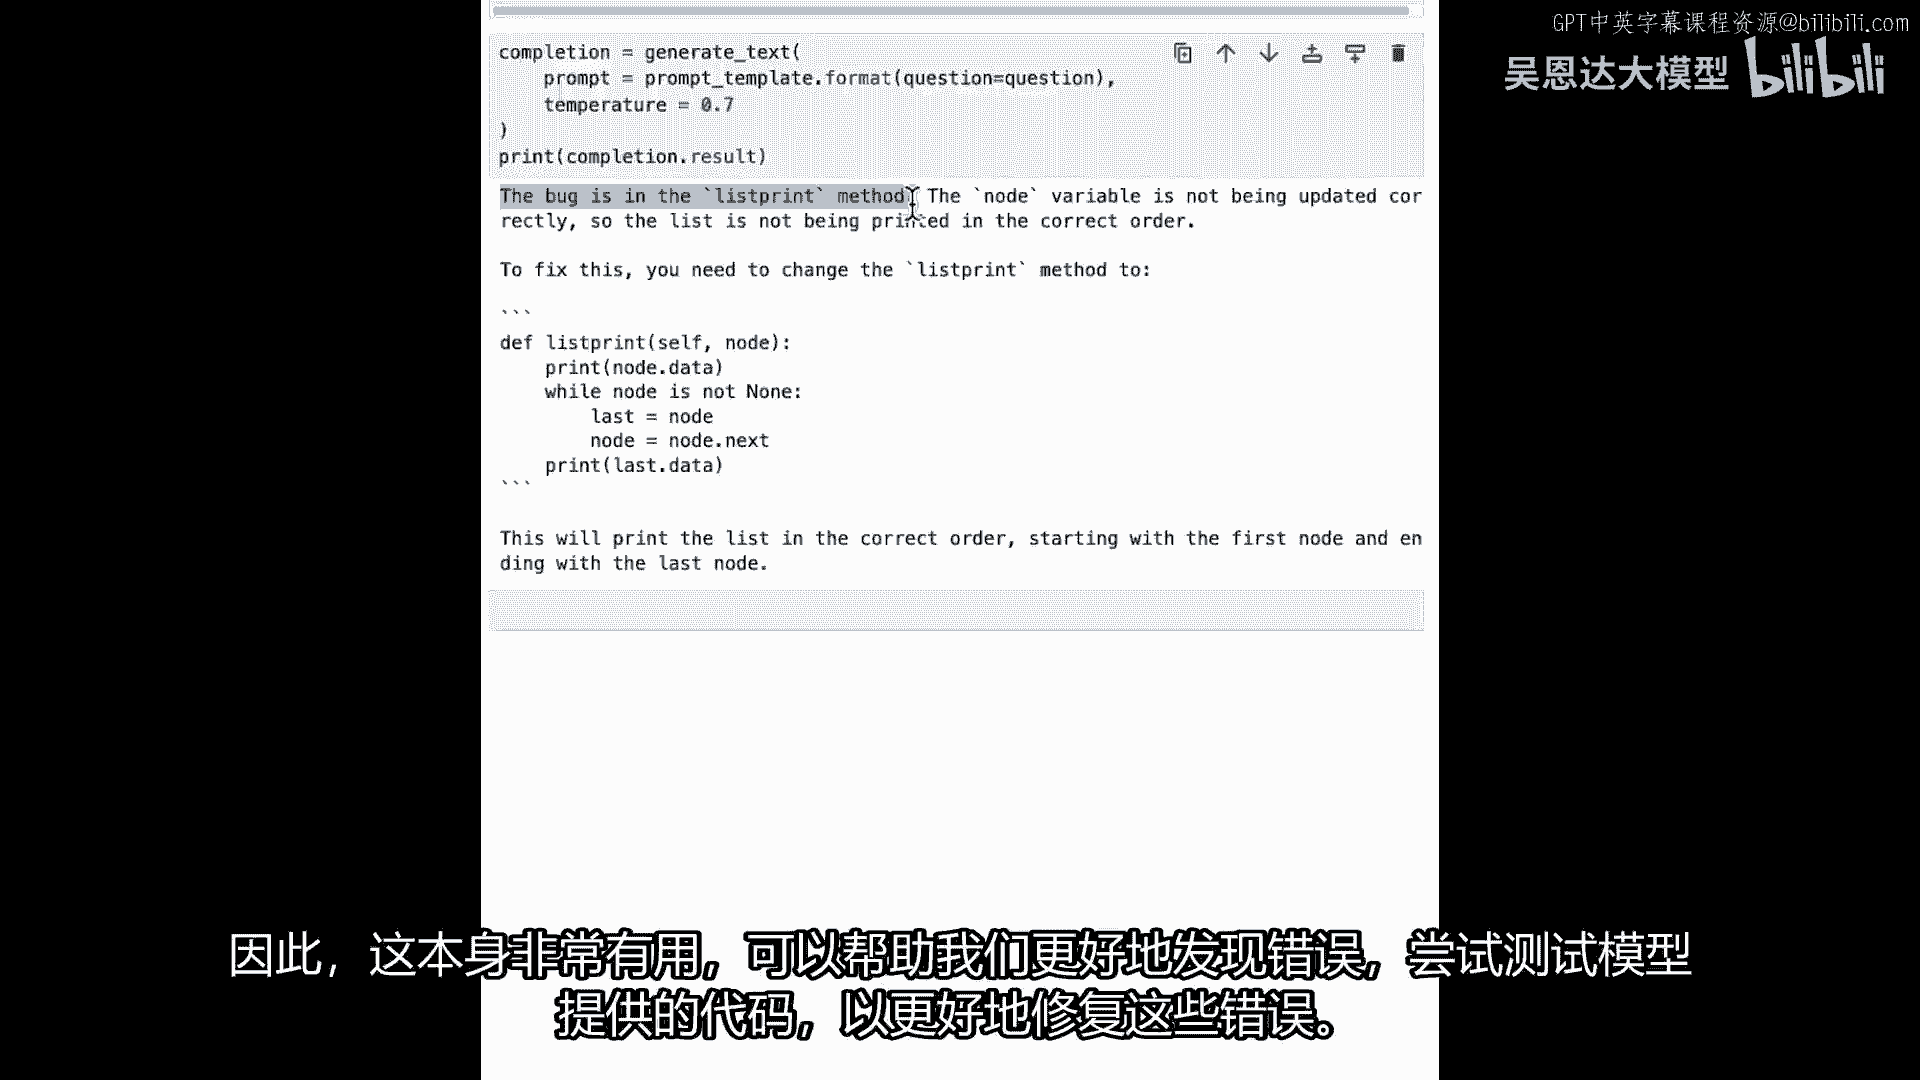 GPT中英字幕课程资源@bilibili.com
吴恩达大模型 bilibili
completion = generate_text(
    prompt = prompt_template.format(question=question),
    temperature = 0.7
)
print(completion.result)
The bug is in the `listprint` method. The `node` variable is not being updated cor
rectly, so the list is not being printed in the correct order.
To fix this, you need to change the `listprint` method to:
```
def listprint(self, node):
    print(node.data)
    while node is not None:
        last = node
        node = node.next
    print(last.data)
```
This will print the list in the correct order, starting with the first node and en
ding with the last node.
因此，这本身非常有用，可以帮助我们更好地发现错误，尝试测试模型
提供的代码，以更好地修复这些错误。